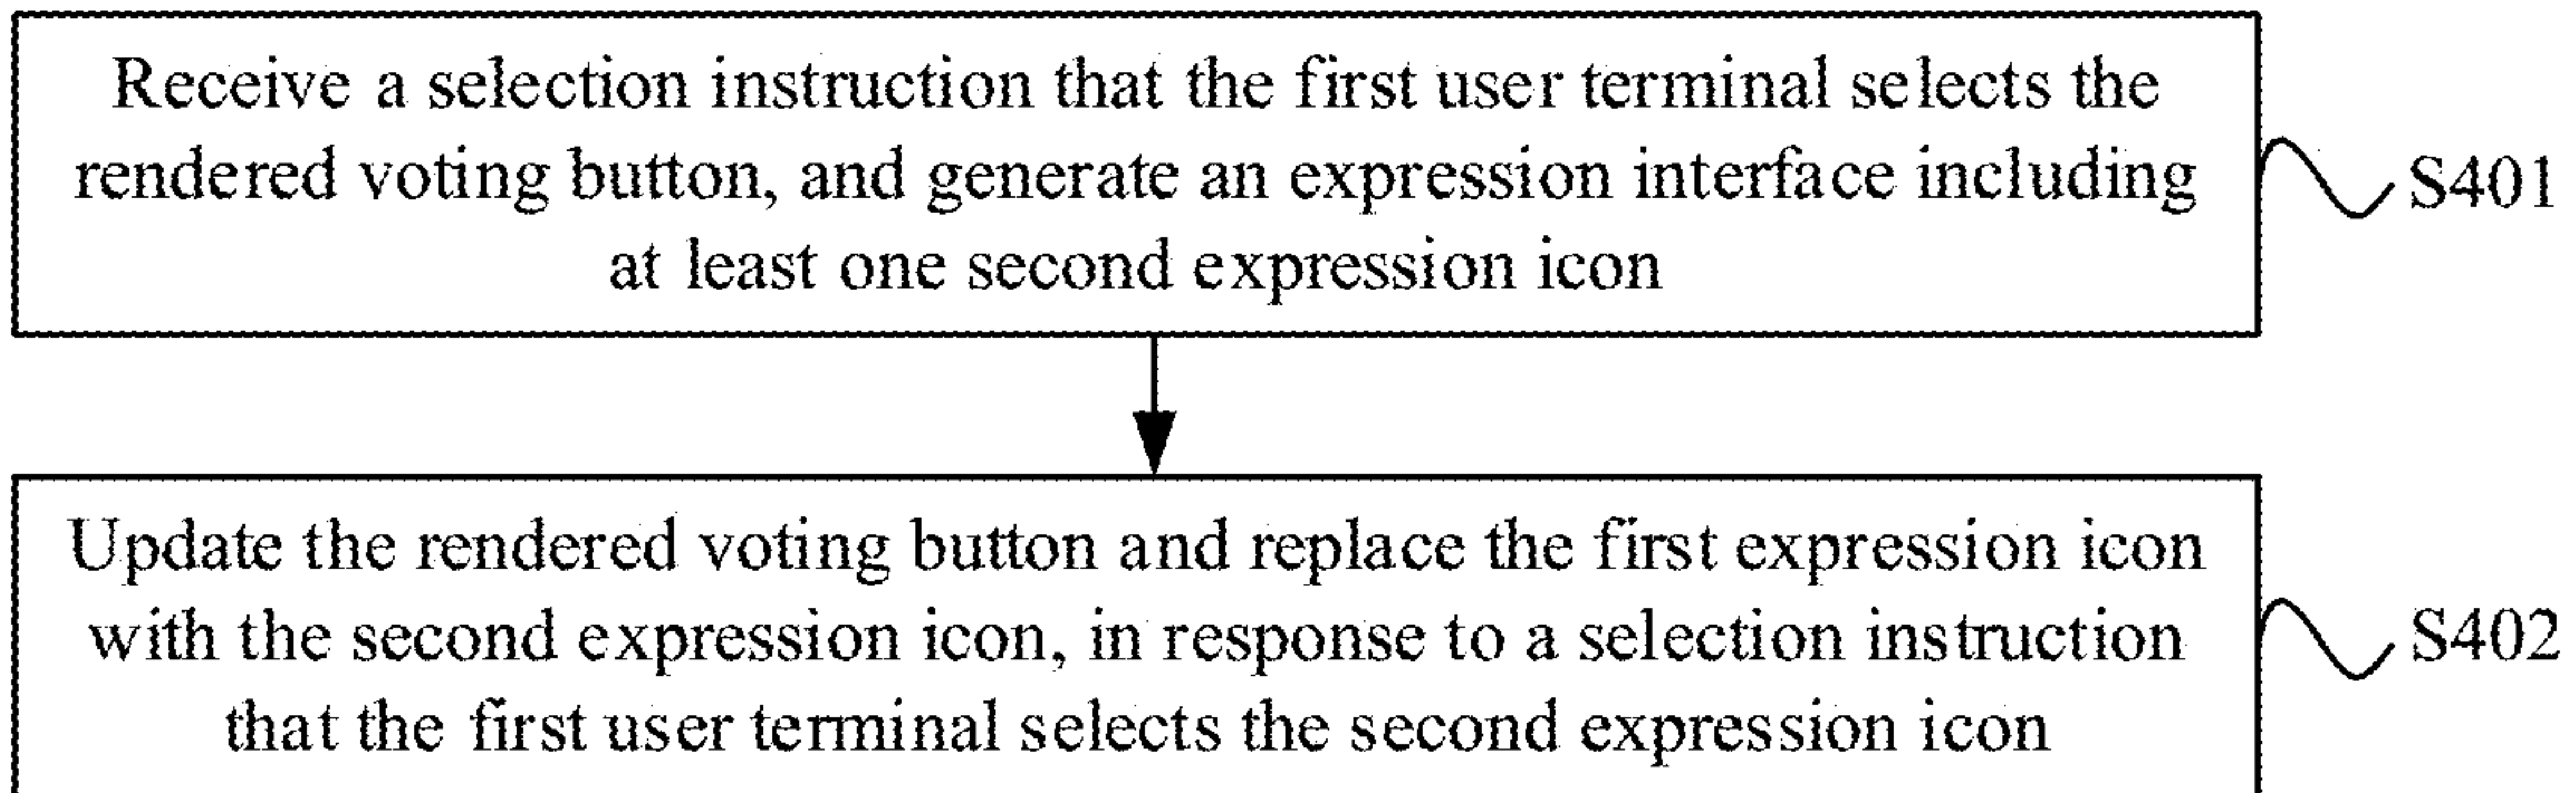 Receive a selection instruction that the first user terminal selects the
rendered voting button, and generate an expression interface including
at least one second expression icon
S401
Update the rendered voting button and replace the first expression icon
with the second expression icon, in response to a selection instruction
that the first user terminal selects the second expression icon
S402